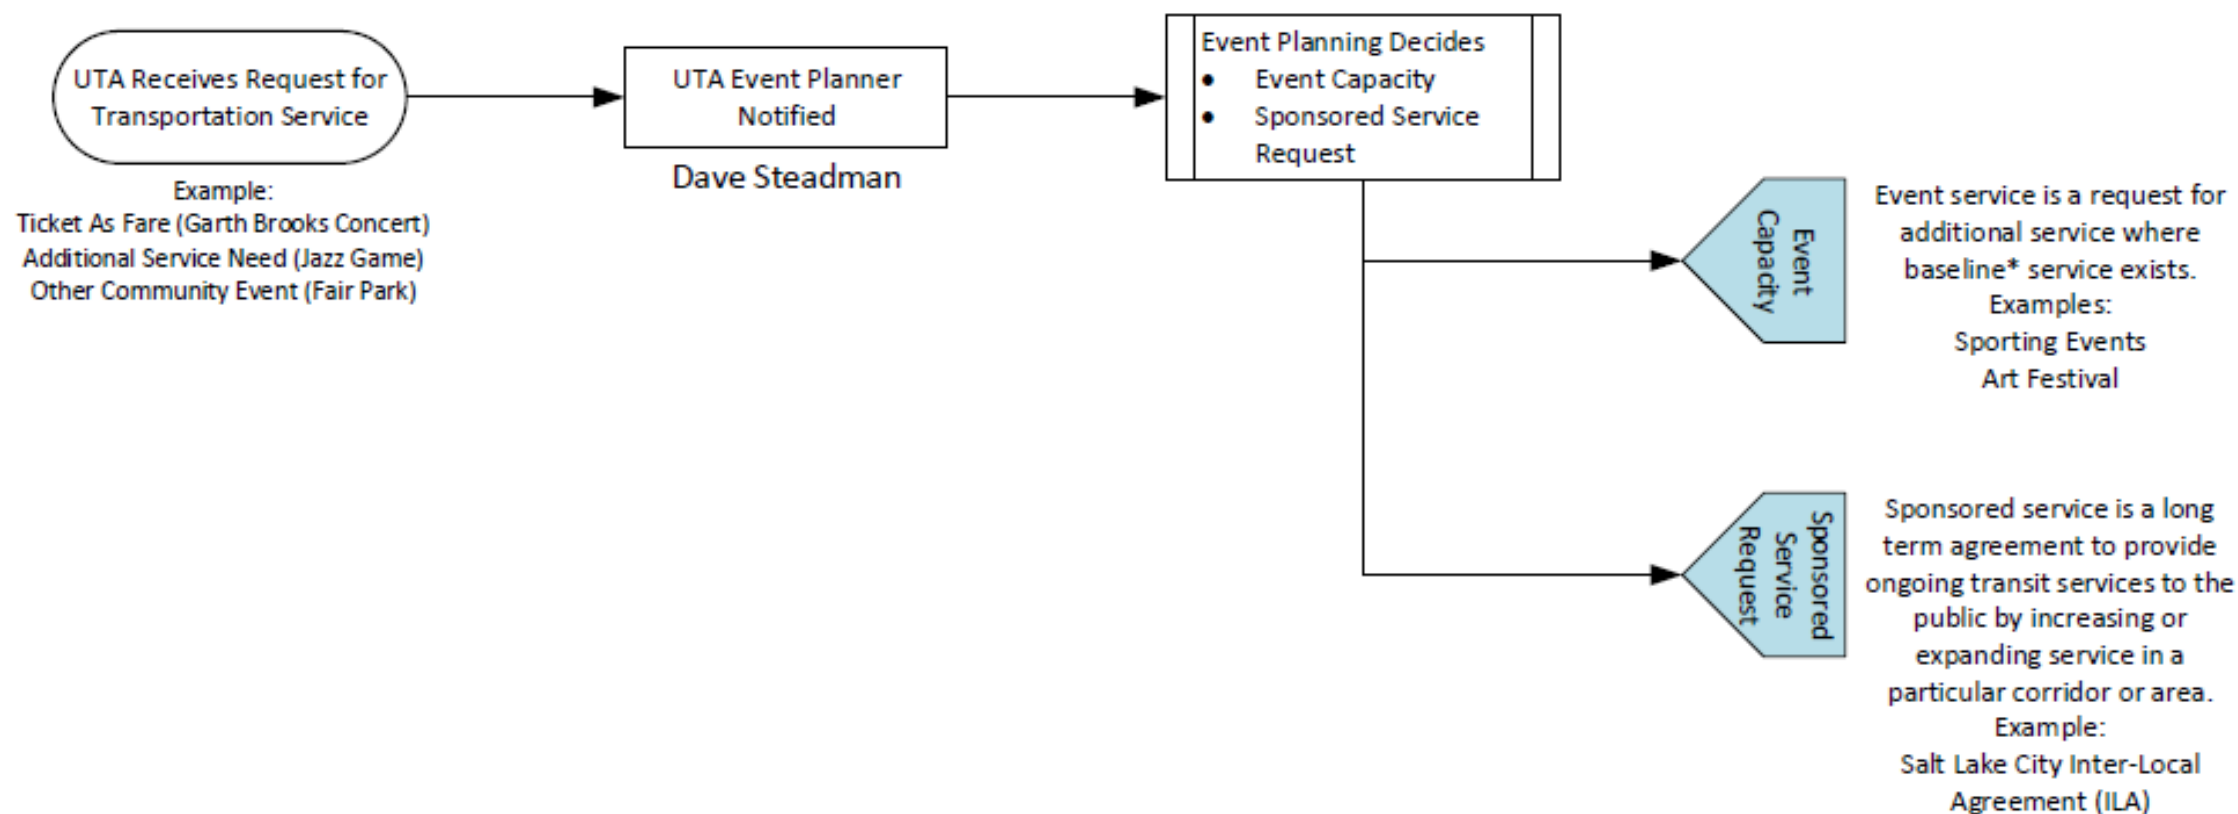 UTA Receives Request for
Transportation Service
Example:
Ticket As Fare (Garth Brooks Concert)
Additional Service Need (Jazz Game)
Other Community Event (Fair Park)
UTA Event Planner
Notified
Dave Steadman
Event Planning Decides
• Event Capacity
• Sponsored Service
Request
Event
Capacity
Event service is a request for
additional service where
baseline* service exists.
Examples:
Sporting Events
Art Festival
Sponsored
Service
Request
Sponsored service is a long
term agreement to provide
ongoing transit services to the
public by increasing or
expanding service in a
particular corridor or area.
Example:
Salt Lake City Inter-Local
Agreement (ILA)